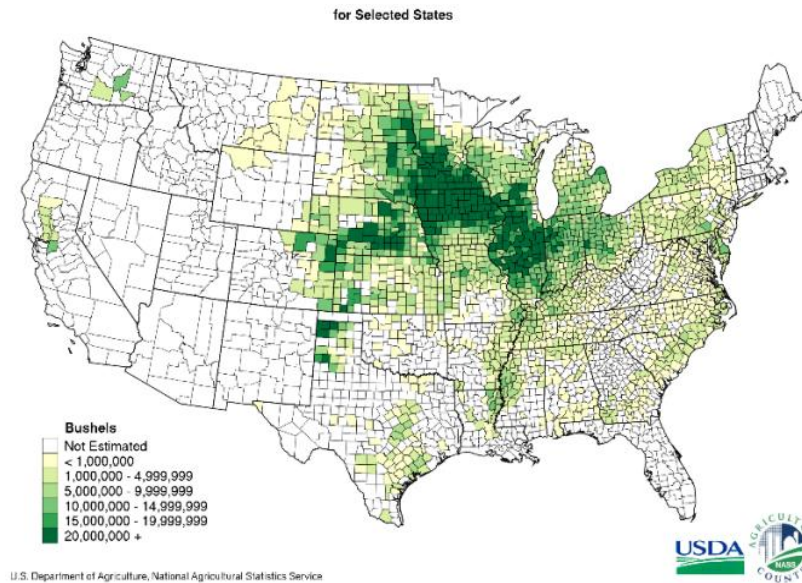 for Selected States
Bushels
Not Estimated
< 1,000,000
1,000,000 - 4,999,999
5,000,000 - 9,999,999
10,000,000 - 14,999,999
15,000,000 - 19,999,999
20,000,000 +
U.S. Department of Agriculture, National Agricultural Statistics Service
USDA
NASS